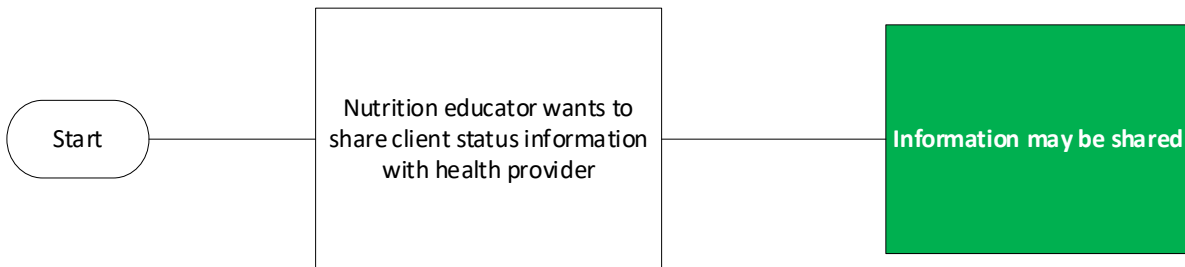 Start
Nutrition educator wants to
share client status information
with health provider
Information may be shared